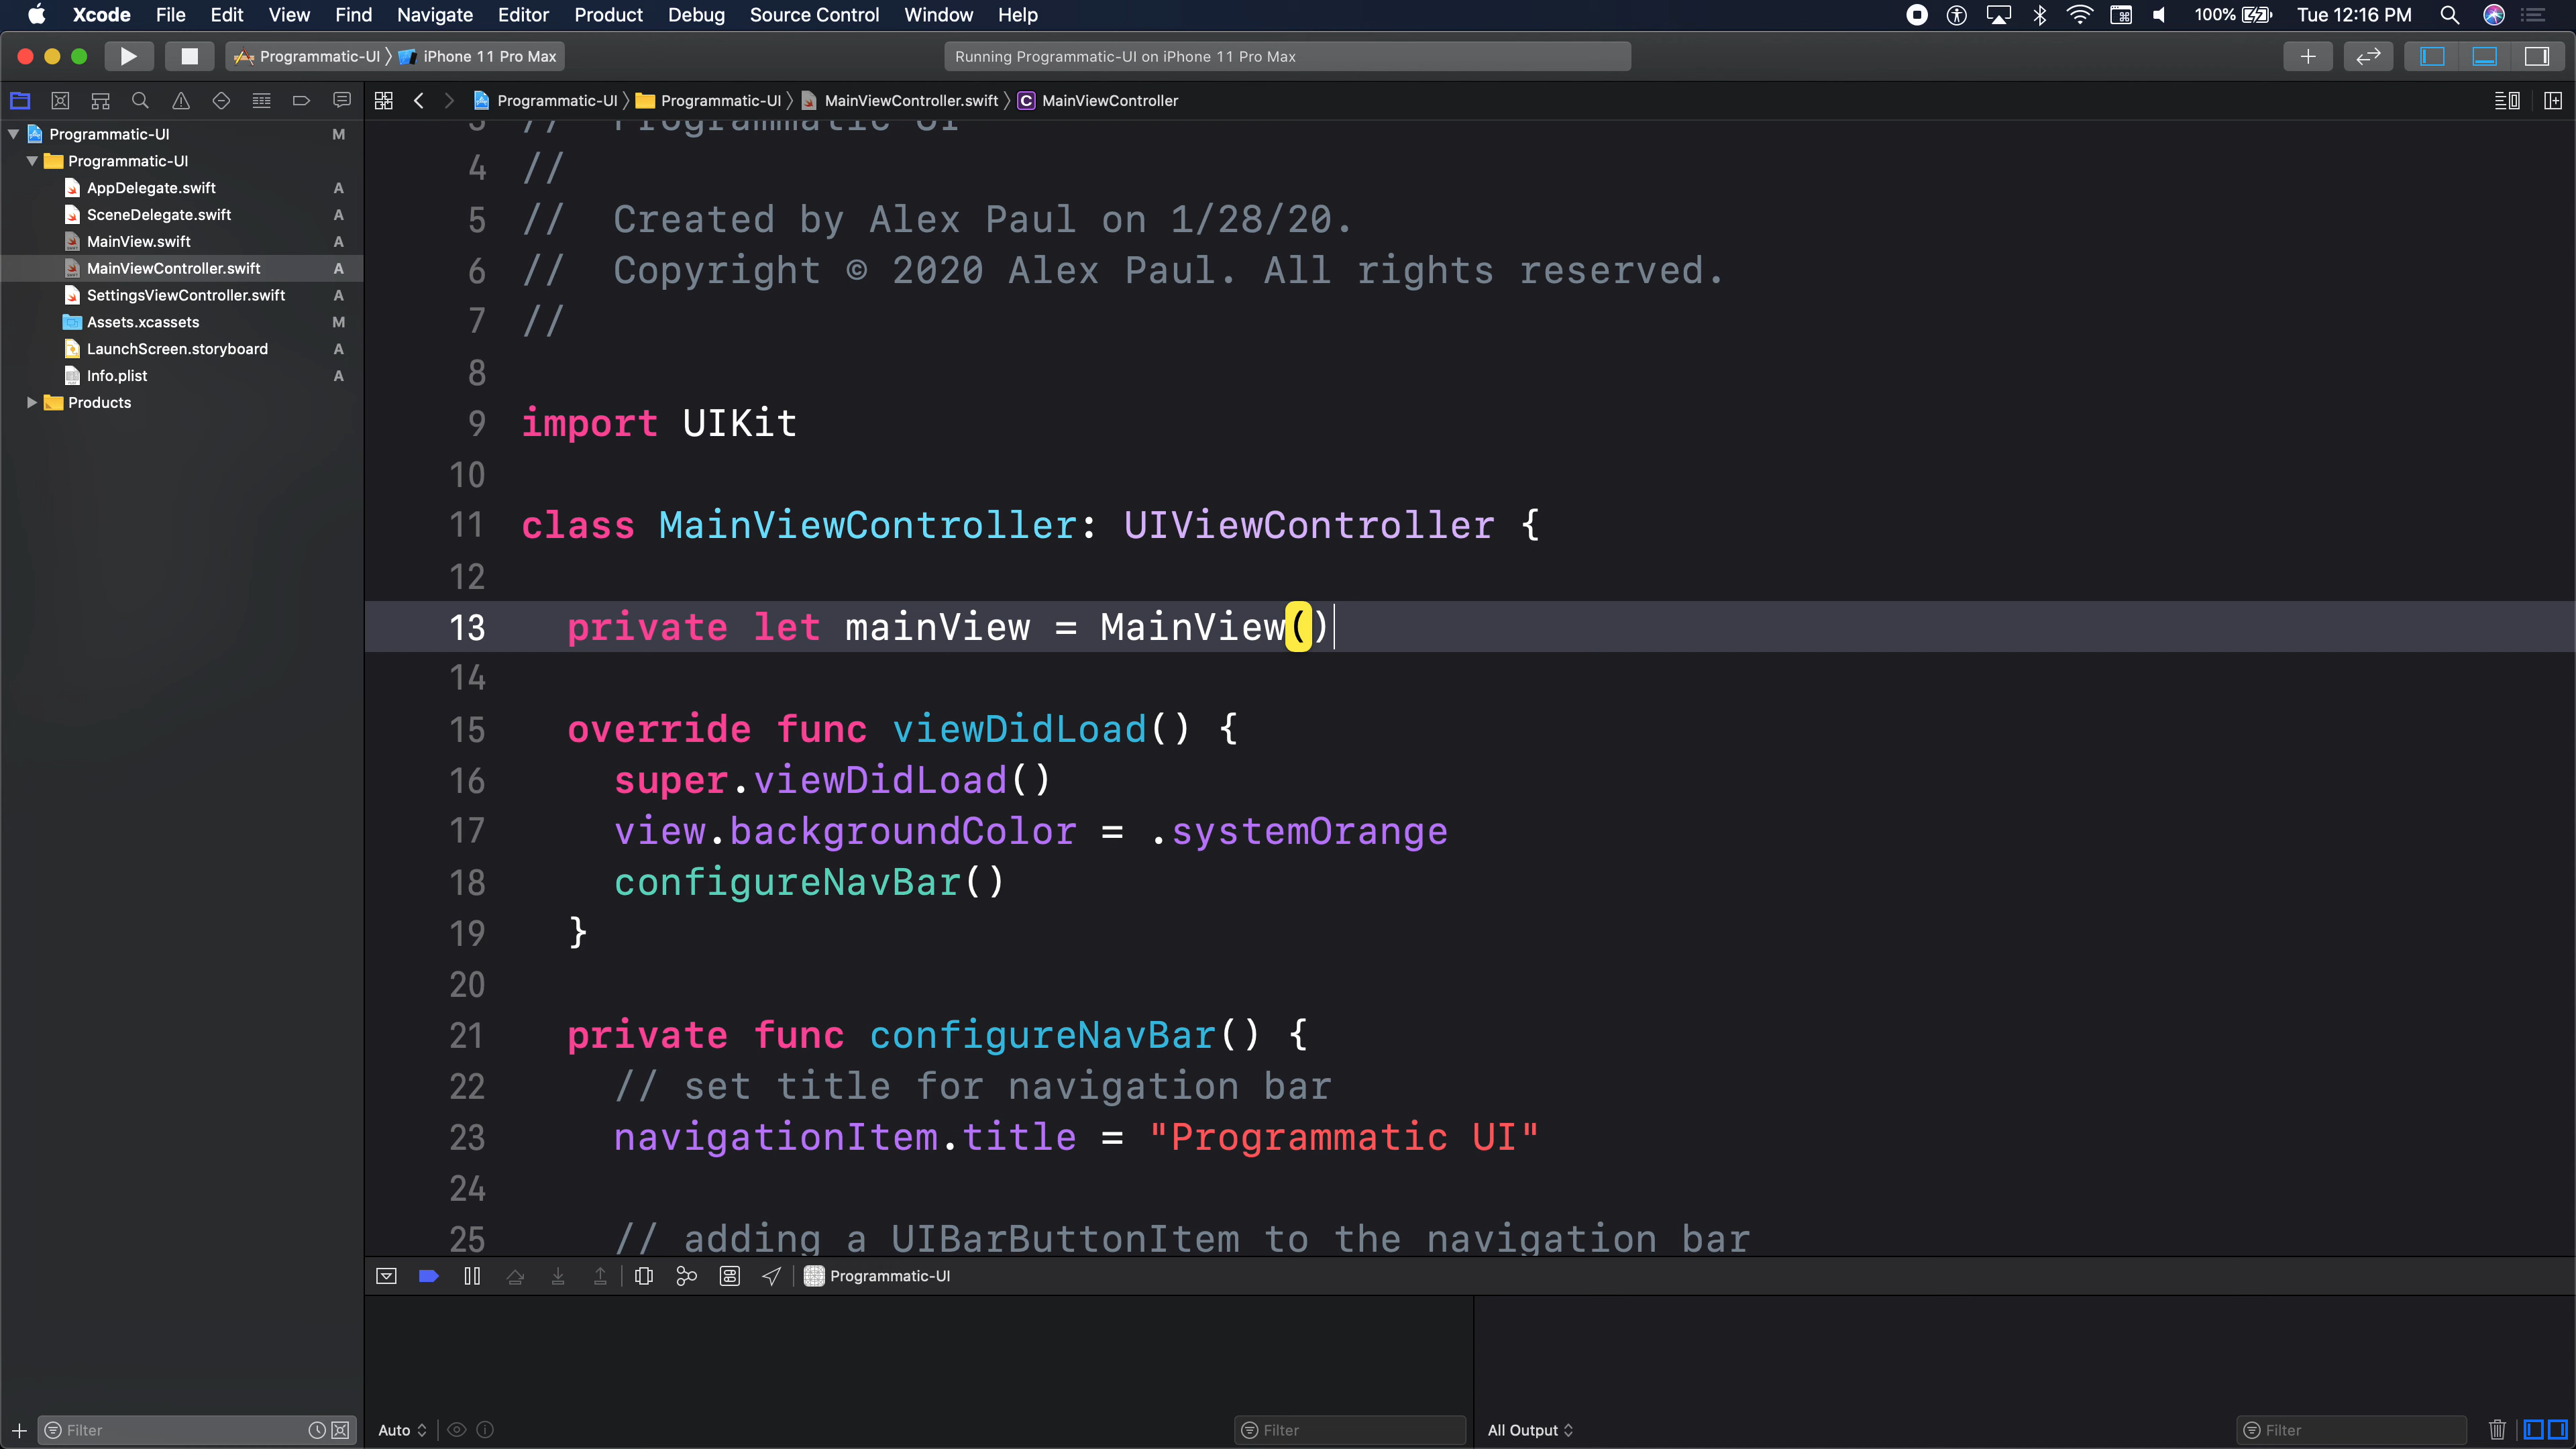 Xcode File Edit View Find Navigate Editor Product Debug Source Control Window Help 100% Tue 12:16 PM
Programmatic-UI iPhone 11 Pro Max Running Programmatic-UI on iPhone 11 Pro Max
Programmatic-UI Programmatic-UI MainViewController.swift C MainViewController
Programmatic-UI M
Programmatic-UI
AppDelegate.swift A
SceneDelegate.swift A
MainView.swift A
MainViewController.swift A
SettingsViewController.swift A
Assets.xcassets M
LaunchScreen.storyboard A
Info.plist A
Products
3 // Programmatic-UI
4 //
5 // Created by Alex Paul on 1/28/20.
6 // Copyright © 2020 Alex Paul. All rights reserved.
7 //
8
9 import UIKit
10
11 class MainViewController: UIViewController {
12
13 private let mainView = MainView()
14
15 override func viewDidLoad() {
16 super.viewDidLoad()
17 view.backgroundColor = .systemOrange
18 configureNavBar()
19 }
20
21 private func configureNavBar() {
22 // set title for navigation bar
23 navigationItem.title = "Programmatic UI"
24
25 // adding a UIBarButtonItem to the navigation bar
Programmatic-UI
Filter Auto Filter All Output Filter